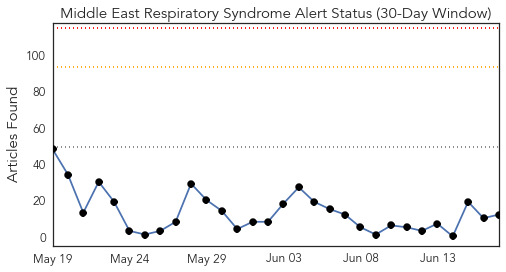 Middle East Respiratory Syndrome Alert Status (30-Day Window)
Articles Found
100
80
60
40
20
0
May 19 May 24 May 29 Jun 03 Jun 08 Jun 13